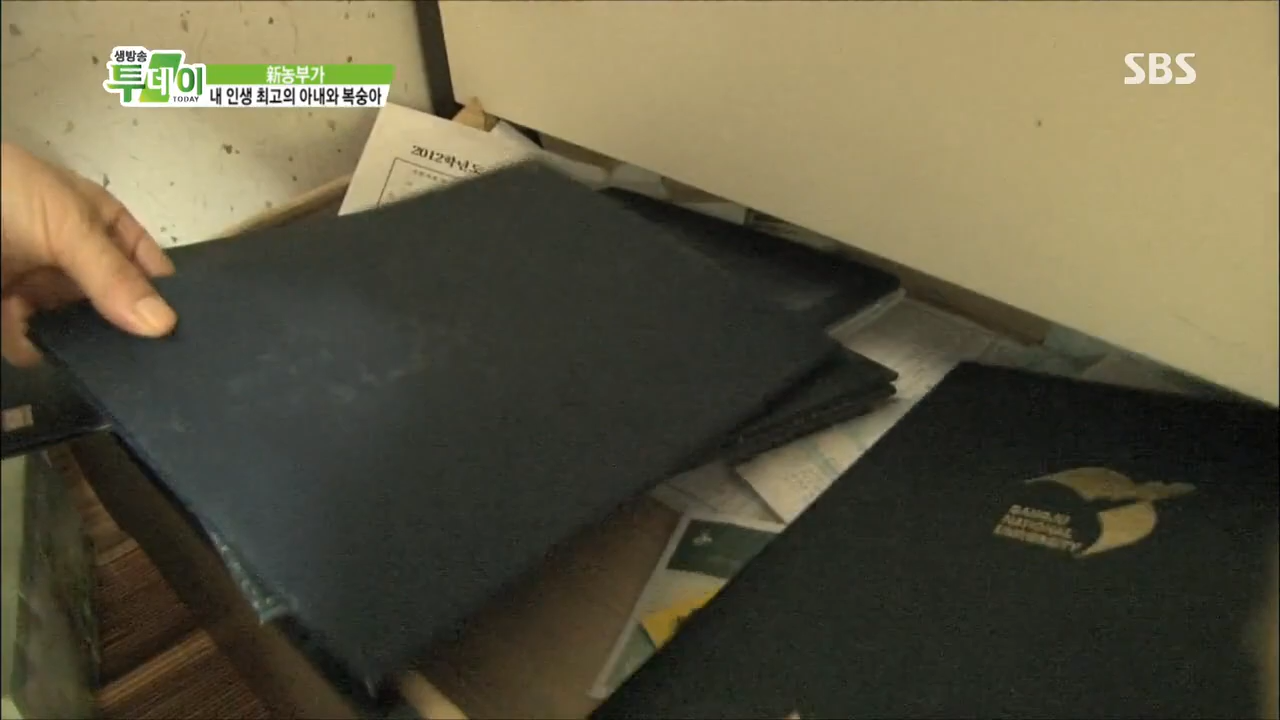 생방송
투데이
TODAY
新농부가
내 인생 최고의 아내와 복숭아
SBS
2012학년도
SANGJU
NATIONAL
UNIVERSITY